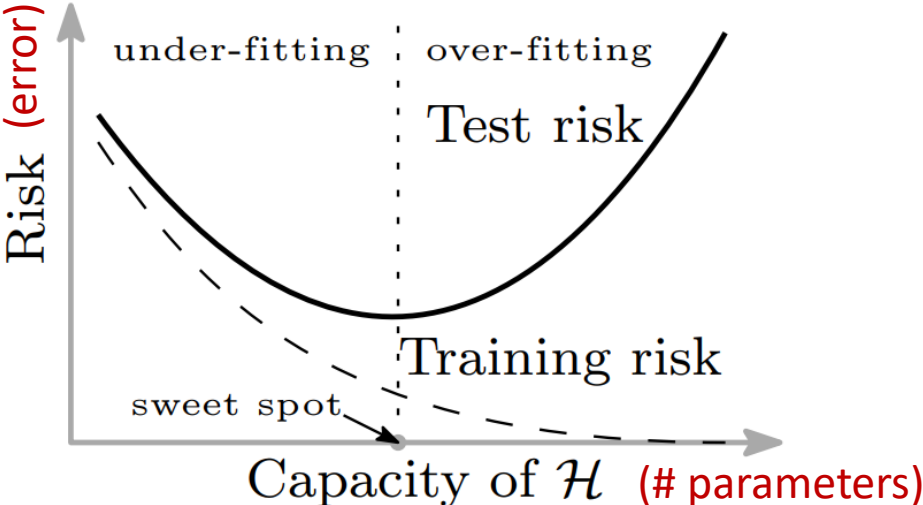 Risk (error)
under-fitting
over-fitting
Test risk
Training risk
sweet spot
Capacity of ℋ (# parameters)